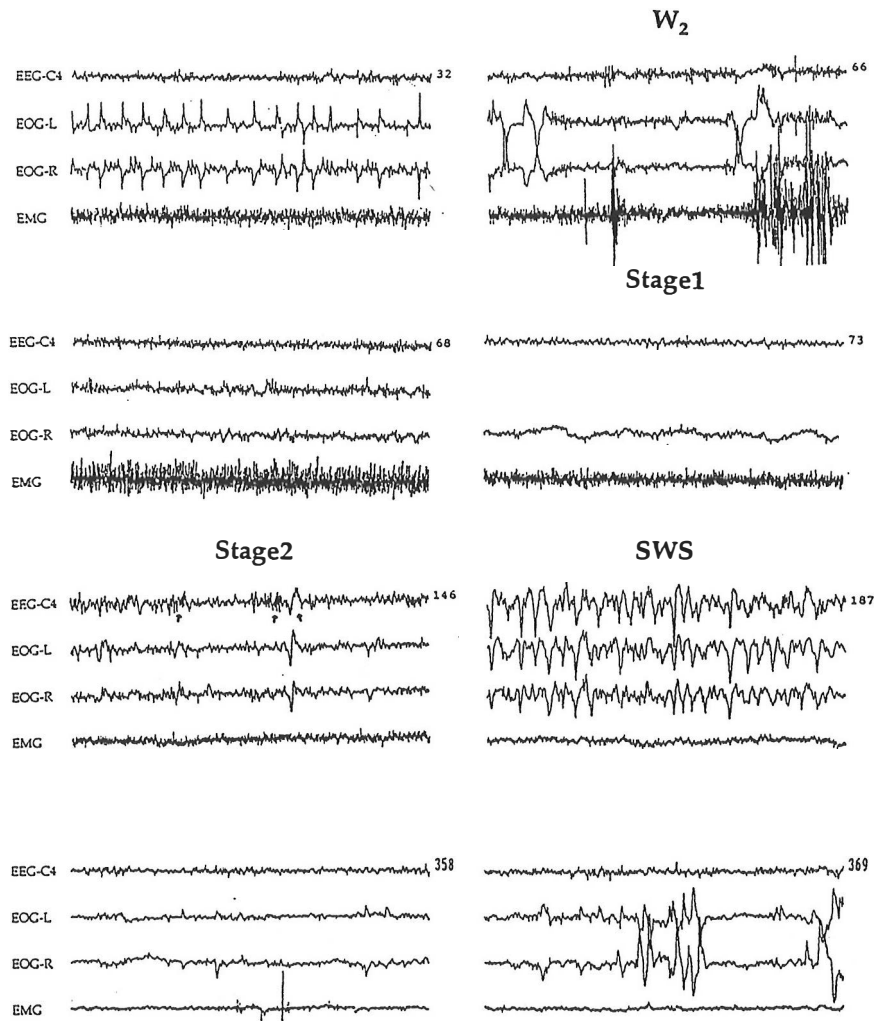 W₂
EEG-C4 32 66
EOG-L
EOG-R
EMG
Stage1
EEG-C4 68 73
EOG-L
EOG-R
EMG
Stage2 SWS
EEG-C4 146 187
EOG-L
EOG-R
EMG
EEG-C4 358 369
EOG-L
EOG-R
EMG